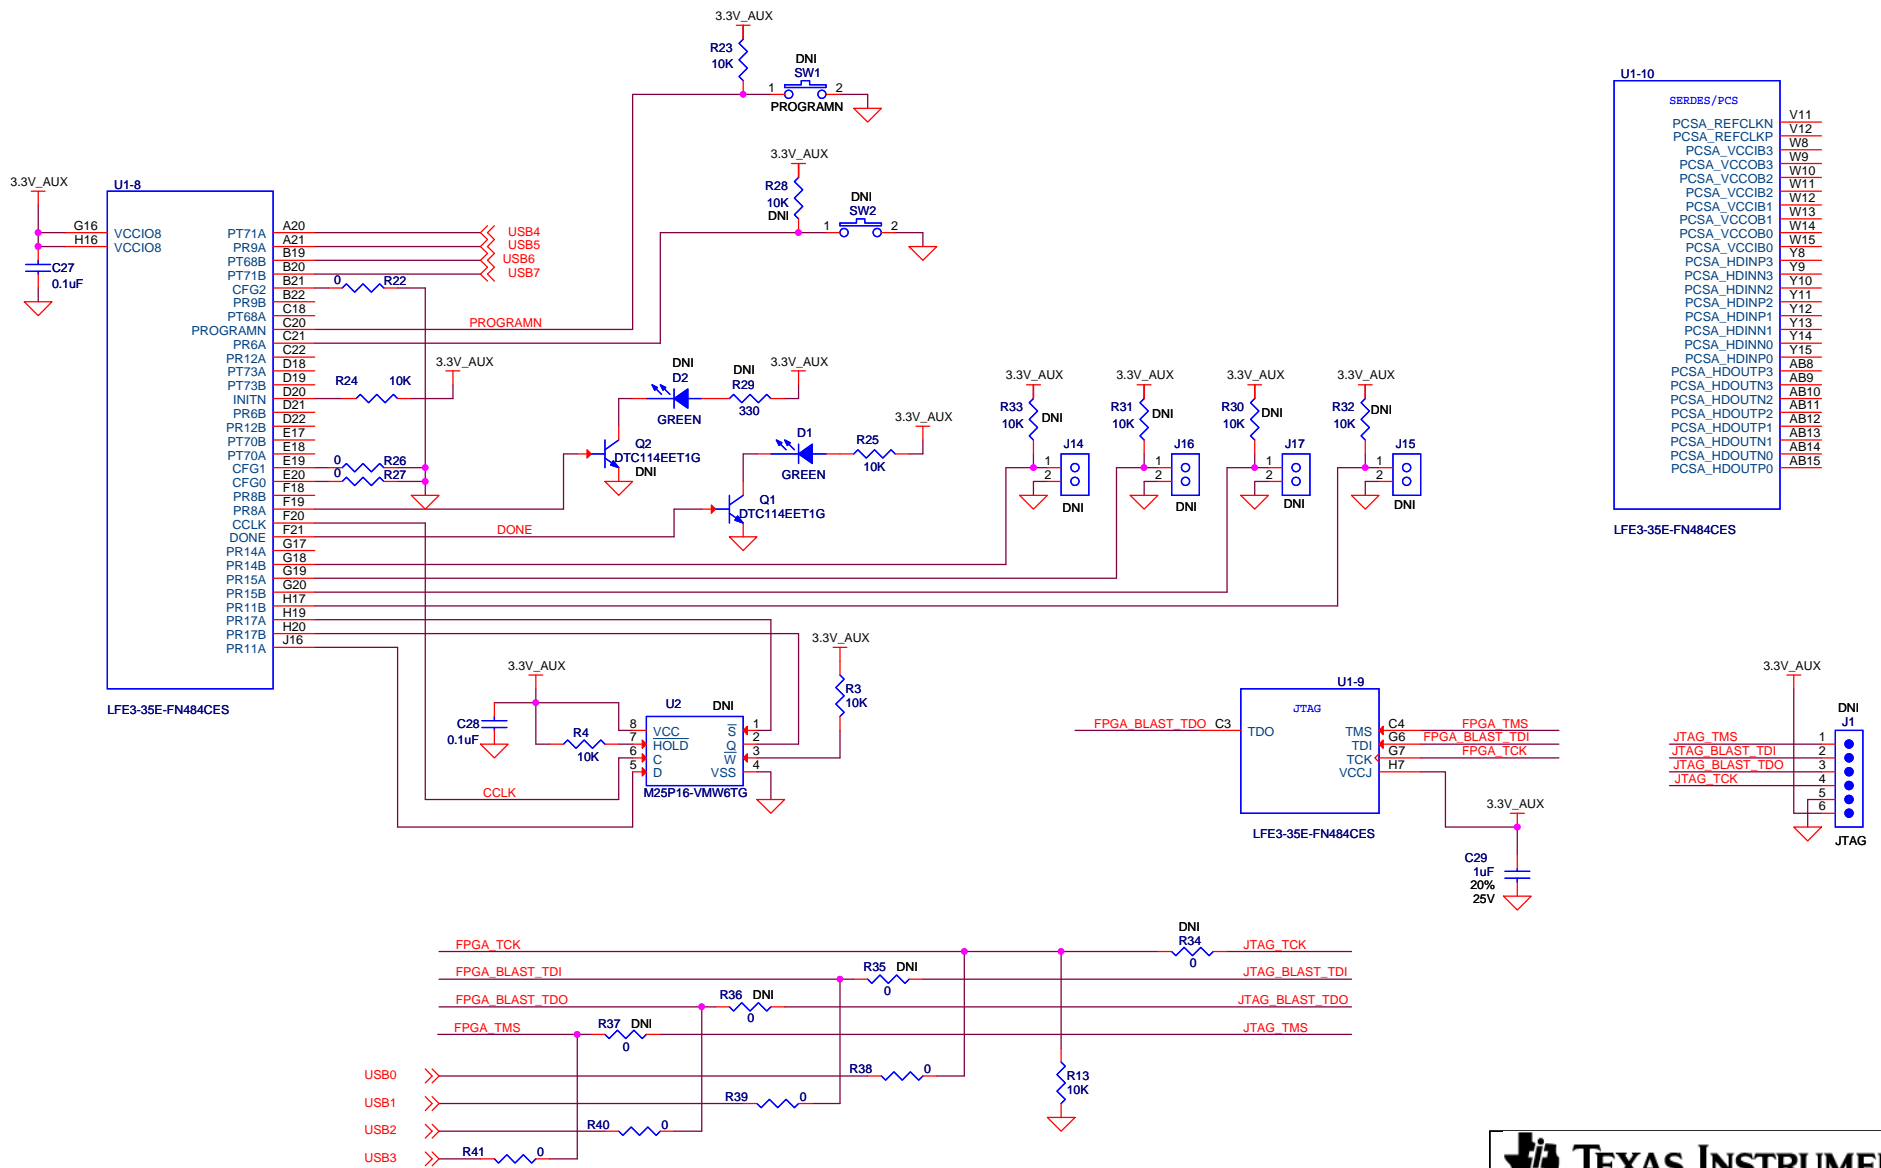 3.3V_AUX
R23
10K
DNI
SW1
1 2
PROGRAMN
3.3V_AUX
R28
10K
DNI
DNI
SW2
1 2
3.3V_AUX
C27
0.1uF
U1-8
G16 VCCIO8
H16 VCCIO8
PT71A A20
PR9A A21
PT68B B19
PT71B B20
CFG2 B21
PR9B B22
PT68A C18
PROGRAMN C20
PR6A C21
PR12A C22
PT73A D18
PT73B D19
INITN D20
PR6B D21
PR12B D22
PT70B E17
PT70A E18
CFG1 E19
CFG0 E20
PR8B F18
PR8A F19
CCLK F20
DONE F21
PR14A G17
PR14B G18
PR15A G19
PR15B G20
PR11B H17
PR17A H19
PR17B H20
PR11A J16
LFE3-35E-FN484CES
USB4
USB5
USB6
USB7
0 R22
PROGRAMN
R24 10K
3.3V_AUX
0 R26
0 R27
DONE
DNI
D2
GREEN
DNI
R29
330
3.3V_AUX
Q2
DTC114EET1G
DNI
D1
GREEN
R25
10K
3.3V_AUX
Q1
DTC114EET1G
3.3V_AUX
R33
10K
DNI
J14
1
2
DNI
3.3V_AUX
R31
10K
DNI
J16
1
2
DNI
3.3V_AUX
R30
10K
DNI
J17
1
2
DNI
3.3V_AUX
R32
10K
DNI
J15
1
2
DNI
U1-10
SERDES/PCS
PCSA_REFCLKN V11
PCSA_REFCLKP V12
PCSA_VCCIB3 W8
PCSA_VCCOB3 W9
PCSA_VCCOB2 W10
PCSA_VCCIB2 W11
PCSA_VCCIB1 W12
PCSA_VCCOB1 W13
PCSA_VCCOB0 W14
PCSA_VCCIB0 W15
PCSA_HDINP3 Y8
PCSA_HDINN3 Y9
PCSA_HDINN2 Y10
PCSA_HDINP2 Y11
PCSA_HDINP1 Y12
PCSA_HDINN1 Y13
PCSA_HDINN0 Y14
PCSA_HDINP0 Y15
PCSA_HDOUTP3 AB8
PCSA_HDOUTN3 AB9
PCSA_HDOUTN2 AB10
PCSA_HDOUTP2 AB11
PCSA_HDOUTP1 AB12
PCSA_HDOUTN1 AB13
PCSA_HDOUTN0 AB14
PCSA_HDOUTP0 AB15
LFE3-35E-FN484CES
3.3V_AUX
C28
0.1uF
R4
10K
CCLK
U2 DNI
8 VCC S 1
7 HOLD Q 2
6 C W 3
5 D VSS 4
M25P16-VMW6TG
3.3V_AUX
R3
10K
U1-9
JTAG
FPGA_BLAST_TDO C3 TDO
TMS C4 FPGA_TMS
TDI G6 FPGA_BLAST_TDI
TCK G7 FPGA_TCK
VCCJ H7
LFE3-35E-FN484CES
3.3V_AUX
C29
1uF
20%
25V
3.3V_AUX
DNI
J1
JTAG_TMS 1
JTAG_BLAST_TDI 2
JTAG_BLAST_TDO 3
JTAG_TCK 4
5
6
JTAG
FPGA_TCK
DNI
R34
0
JTAG_TCK
FPGA_BLAST_TDI
R35 DNI
0
JTAG_BLAST_TDI
FPGA_BLAST_TDO
R36 DNI
0
JTAG_BLAST_TDO
FPGA_TMS
R37 DNI
0
JTAG_TMS
USB0
R38 0
R13
10K
USB1
R39 0
USB2
R40 0
USB3
R41 0